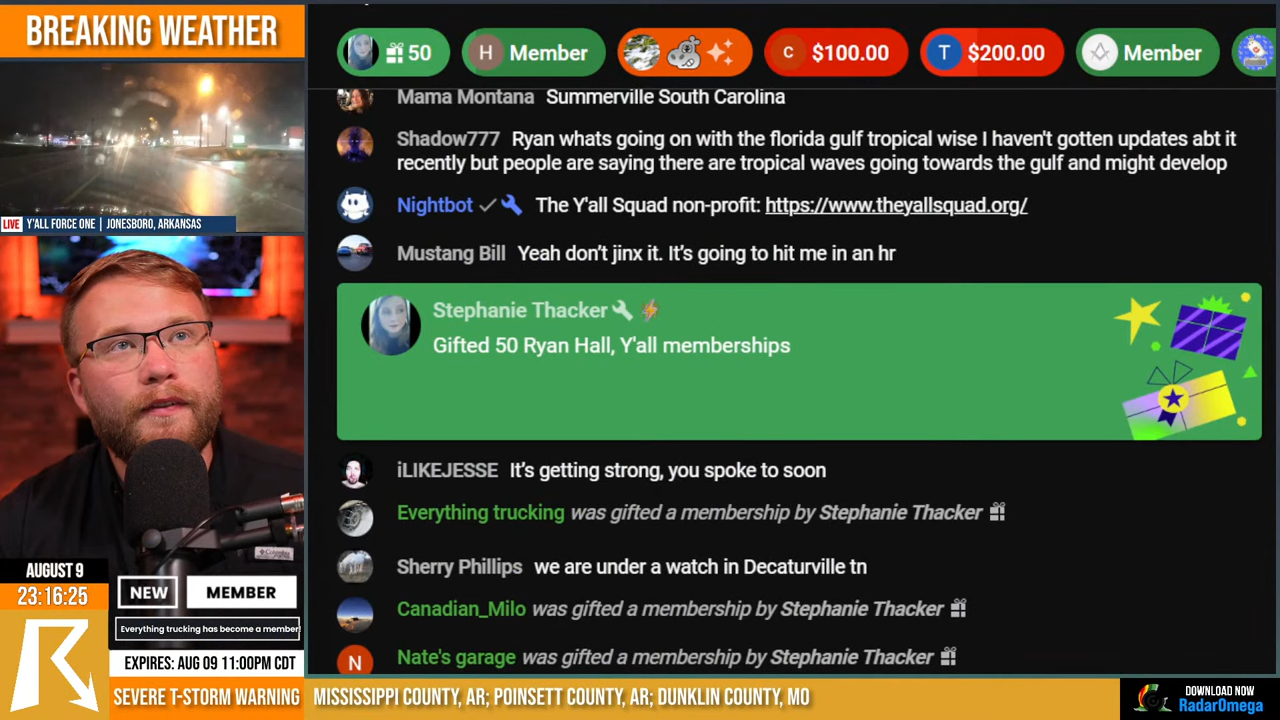 BREAKING WEATHER
50
H Member
C $100.00
T $200.00
Member
Mama Montana Summerville South Carolina
Shadow777 Ryan whats going on with the florida gulf tropical wise I haven't gotten updates abt it
recently but people are saying there are tropical waves going towards the gulf and might develop
Nightbot The Y'all Squad non-profit: https://www.theyallsquad.org/
Mustang Bill Yeah don’t jinx it. It’s going to hit me in an hr
Stephanie Thacker
Gifted 50 Ryan Hall, Y'all memberships
iLIKEJESSE It’s getting strong, you spoke to soon
Everything trucking was gifted a membership by Stephanie Thacker
Sherry Phillips we are under a watch in Decaturville tn
Canadian_Milo was gifted a membership by Stephanie Thacker
N Nate's garage was gifted a membership by Stephanie Thacker
LIVE Y'ALL FORCE ONE | JONESBORO, ARKANSAS
Columbia
AUGUST 9
23:16:25
NEW MEMBER
Everything trucking has become a member!
EXPIRES: AUG 09 11:00PM CDT
SEVERE T-STORM WARNING
MISSISSIPPI COUNTY, AR; POINSETT COUNTY, AR; DUNKLIN COUNTY, MO
DOWNLOAD NOW
RadarOmega